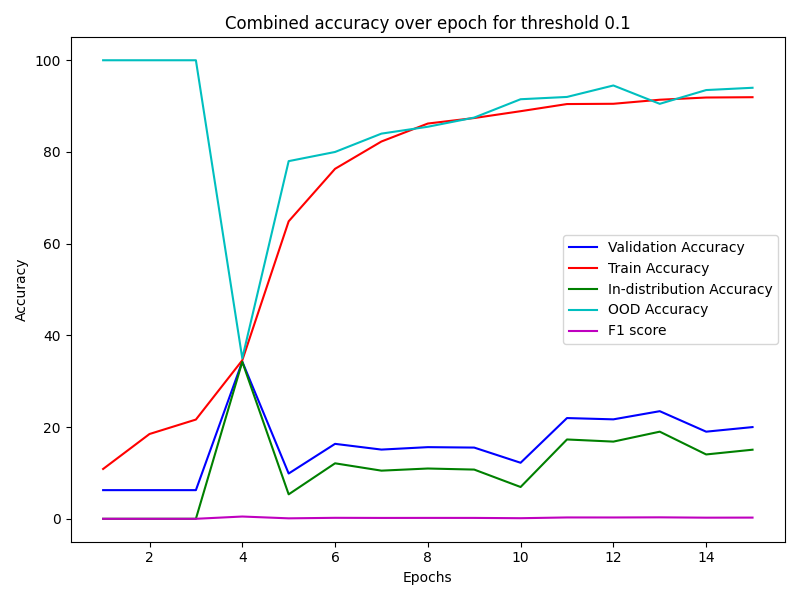 Combined accuracy over epoch for threshold 0.1
100
80
60
40
20
0
Accuracy
Validation Accuracy
Train Accuracy
In-distribution Accuracy
OOD Accuracy
F1 score
2 4 6 8 10 12 14
Epochs